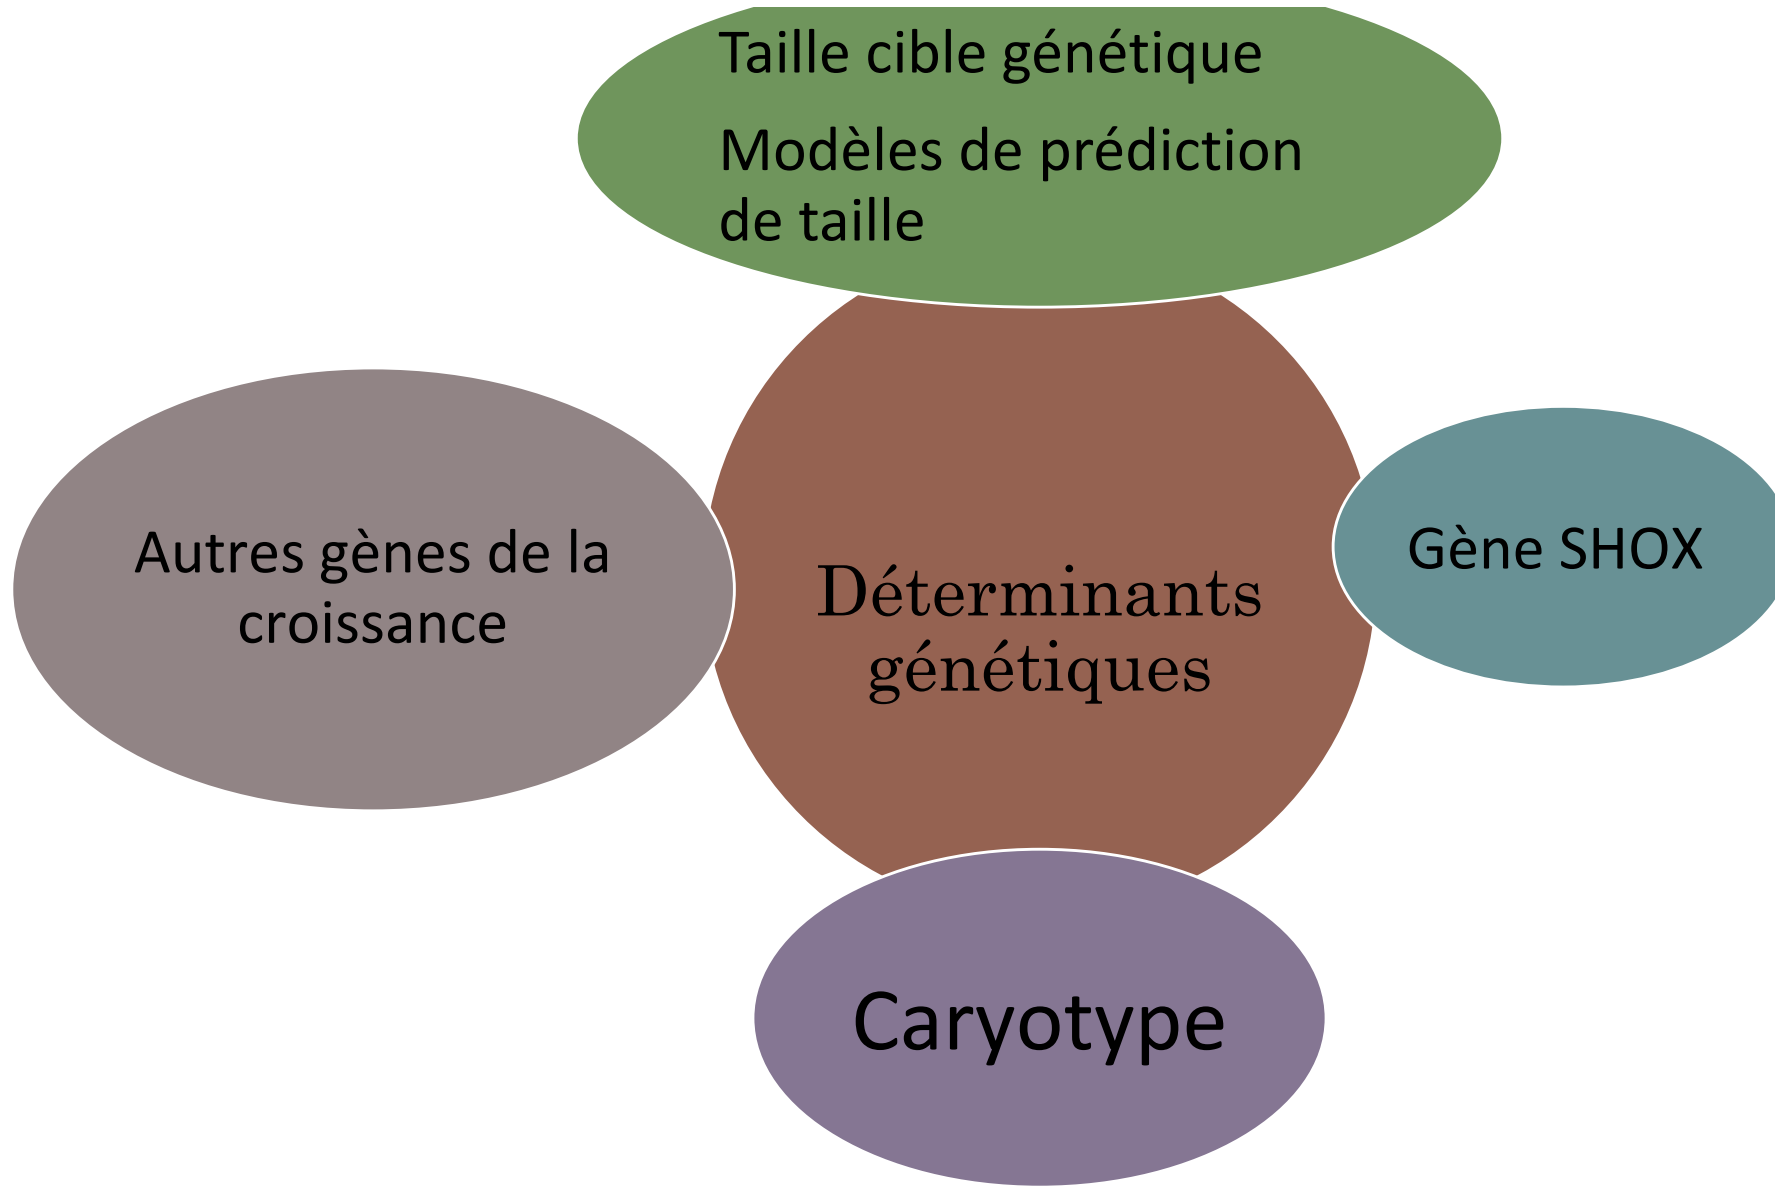 Taille cible génétique
Modèles de prédiction
de taille
Autres gènes de la
croissance
Déterminants
génétiques
Gène SHOX
Caryotype